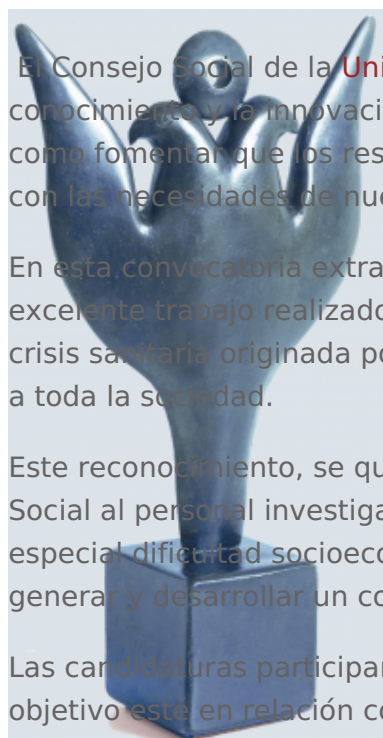 El Consejo Social de la Uni
conocimiento y la innovaci
como fomentar que los res
con las necesidades de nue
En esta convocatoria extra
excelente trabajo realizado
crisis sanitaria originada po
a toda la sociedad.
Este reconocimiento, se qu
Social al personal investiga
especial dificultad socioeco
generar y desarrollar un co
Las candidaturas participar
objetivo esté en relación co